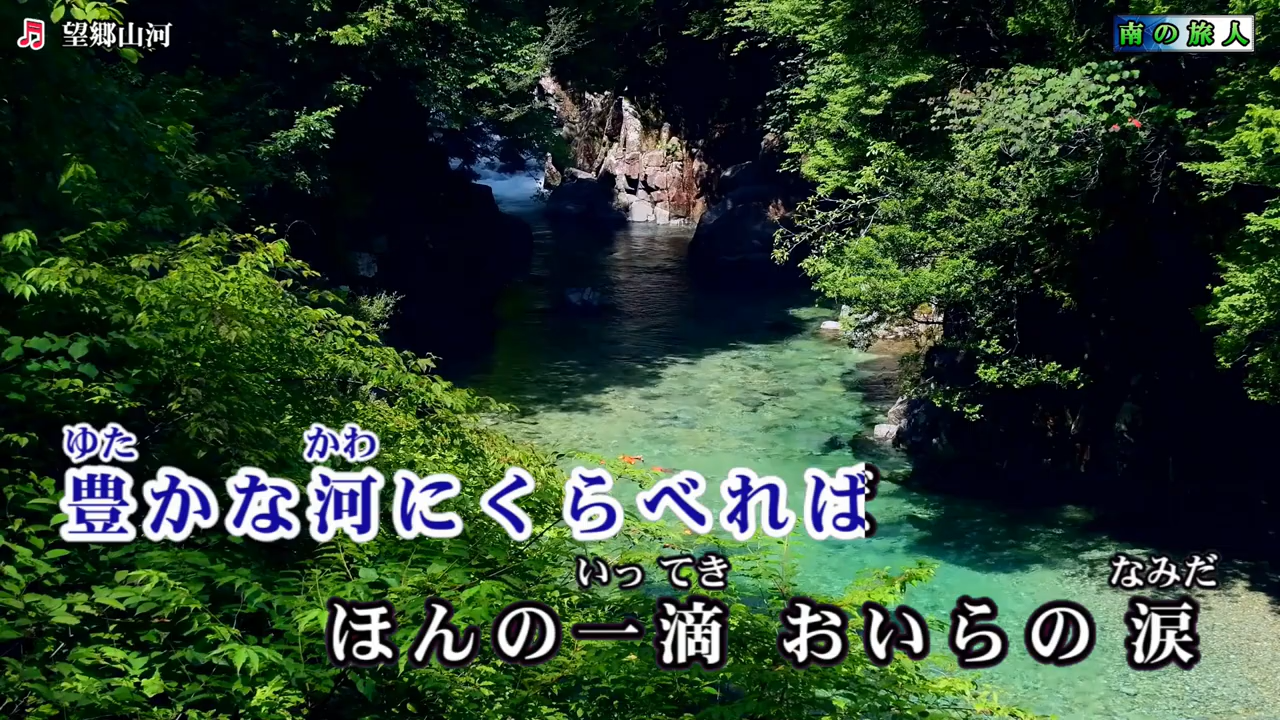 望郷山河
南の旅人
ゆた かわ
豊かな河にくらべれば
いってき なみだ
ほんの一滴 おいらの涙